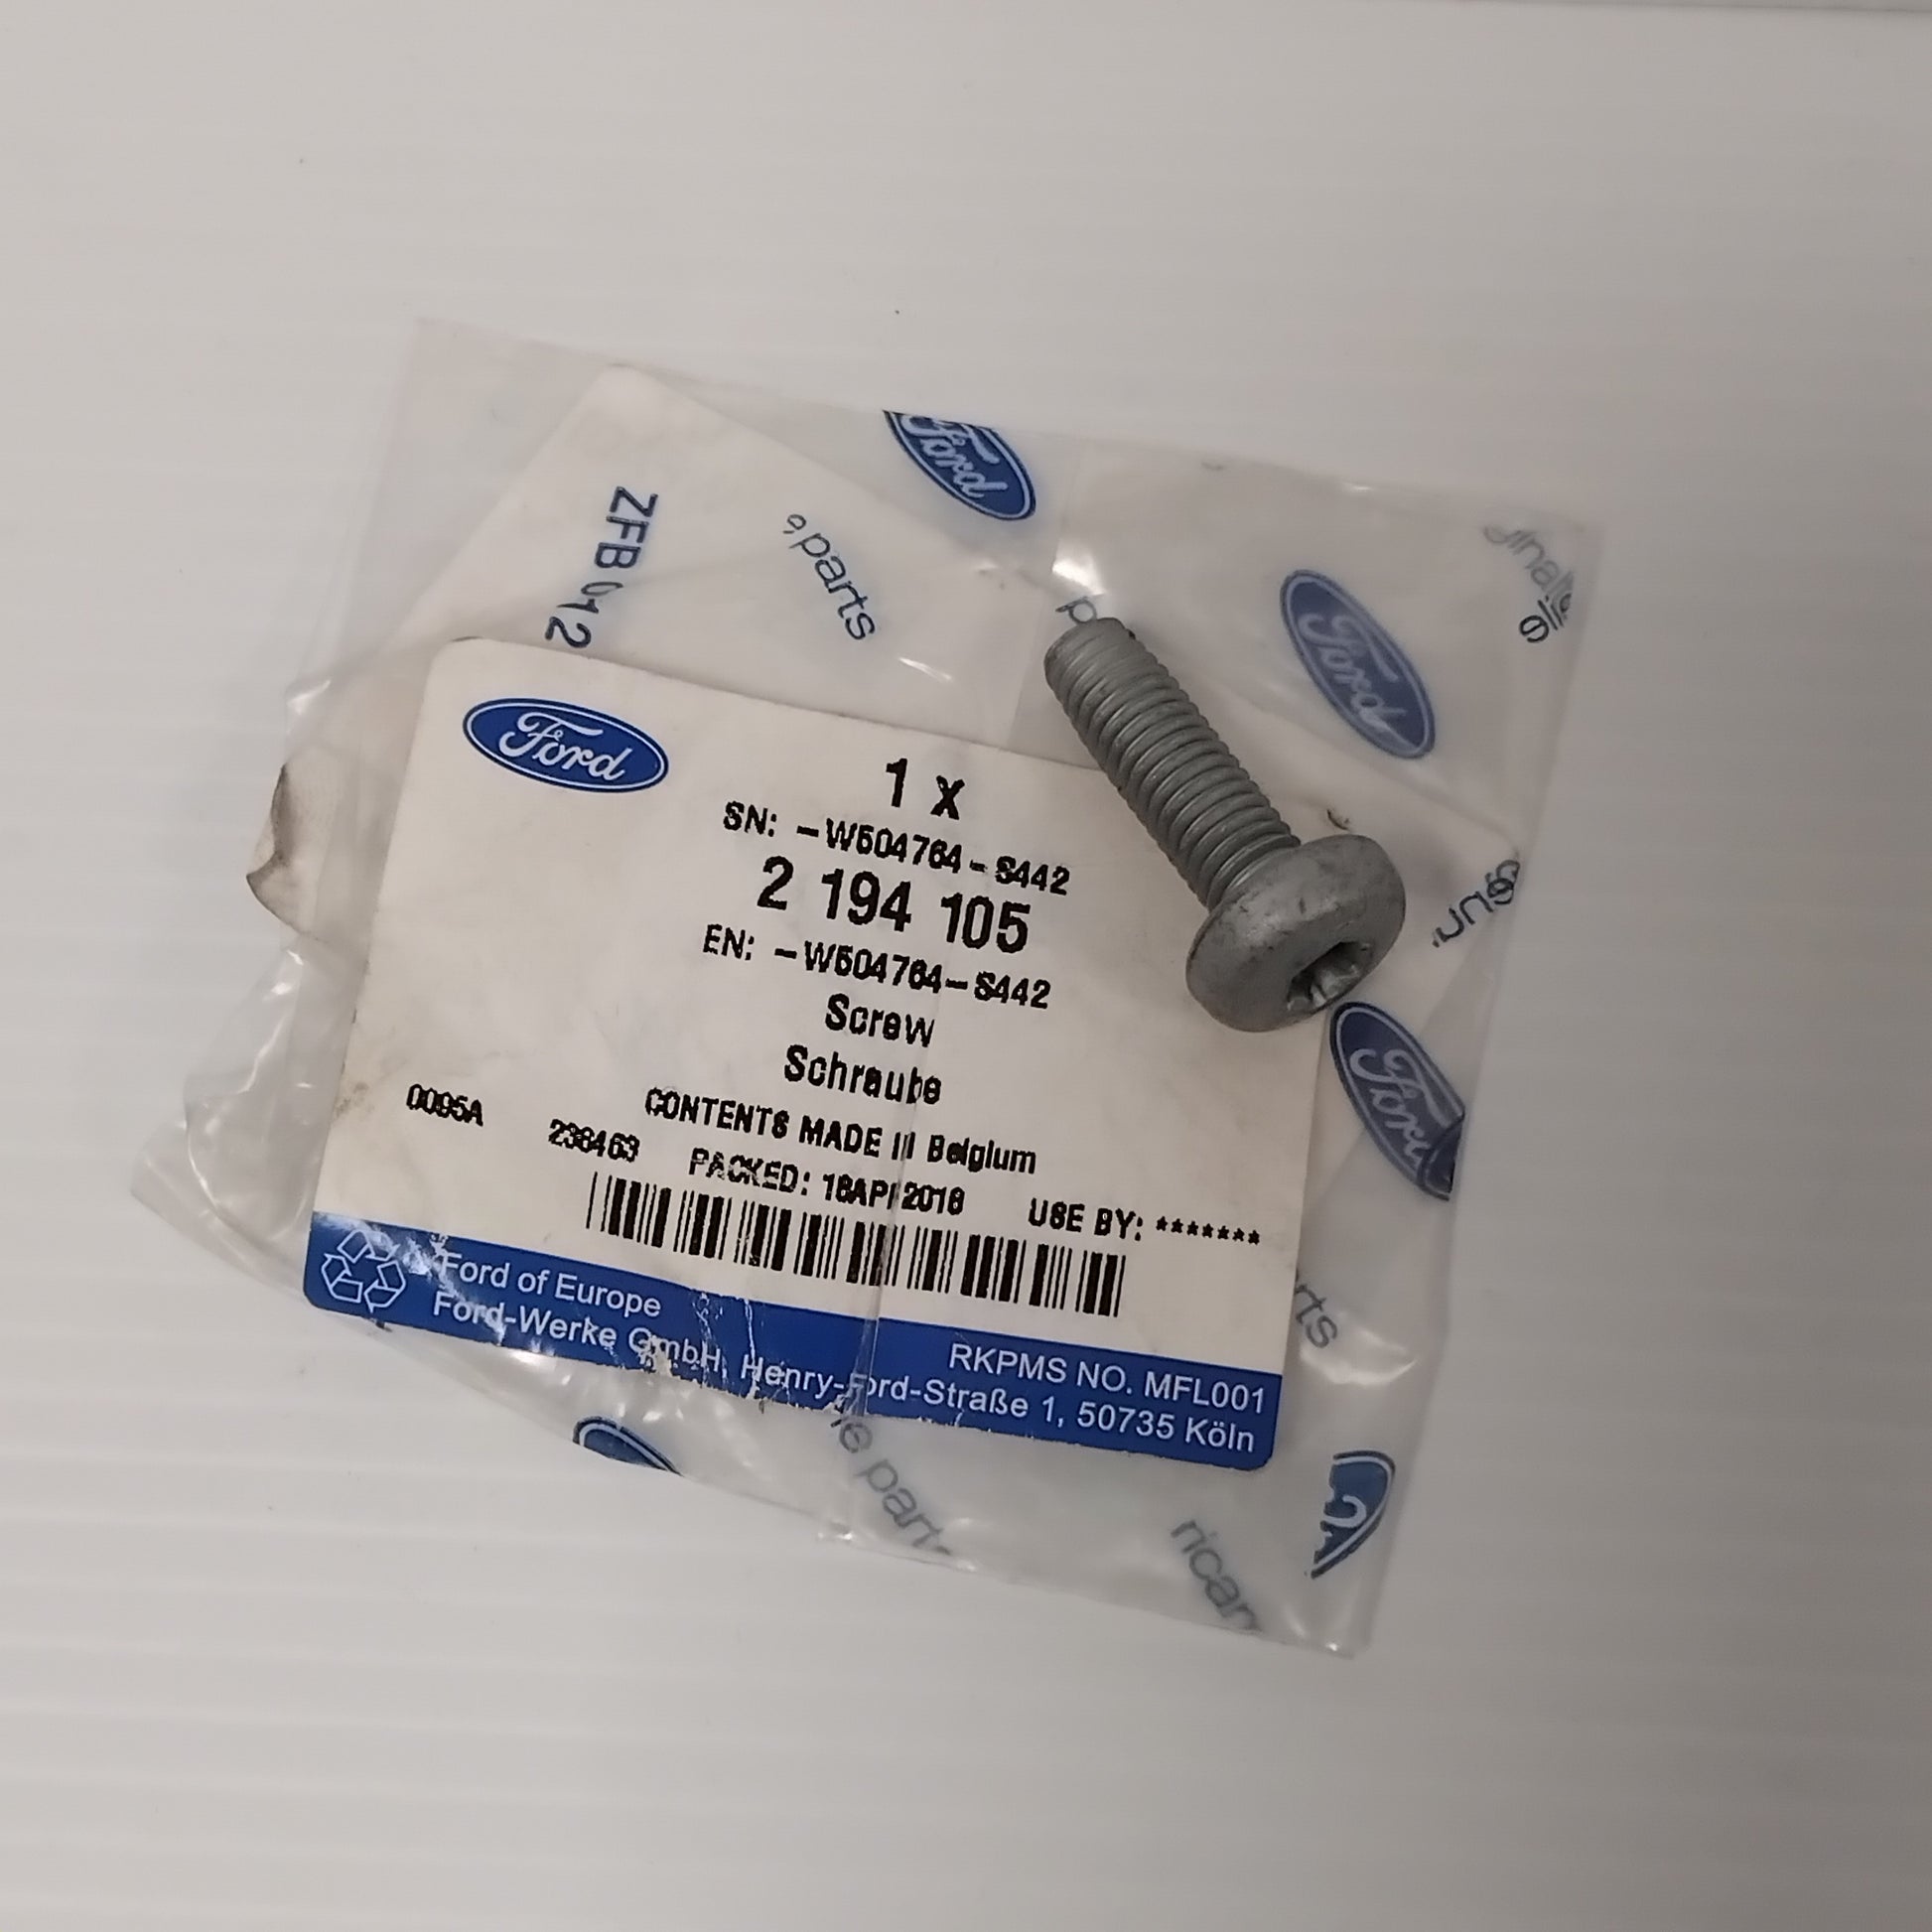 Ford
e parts
Ford
ZFB 012
Ford
1 x
SN: -W504764-S442
2 194 105
EN: -W504764-S442
Screw
Schraube
CONTENTS MADE In Belgium
0095A 238463 PACKED: USE BY: *******
Ford
Ford of Europe
RKPMS NO. MFL001
Ford-Werke GmbH, Henry-Ford-Straße 1, 50735 Köln
parts